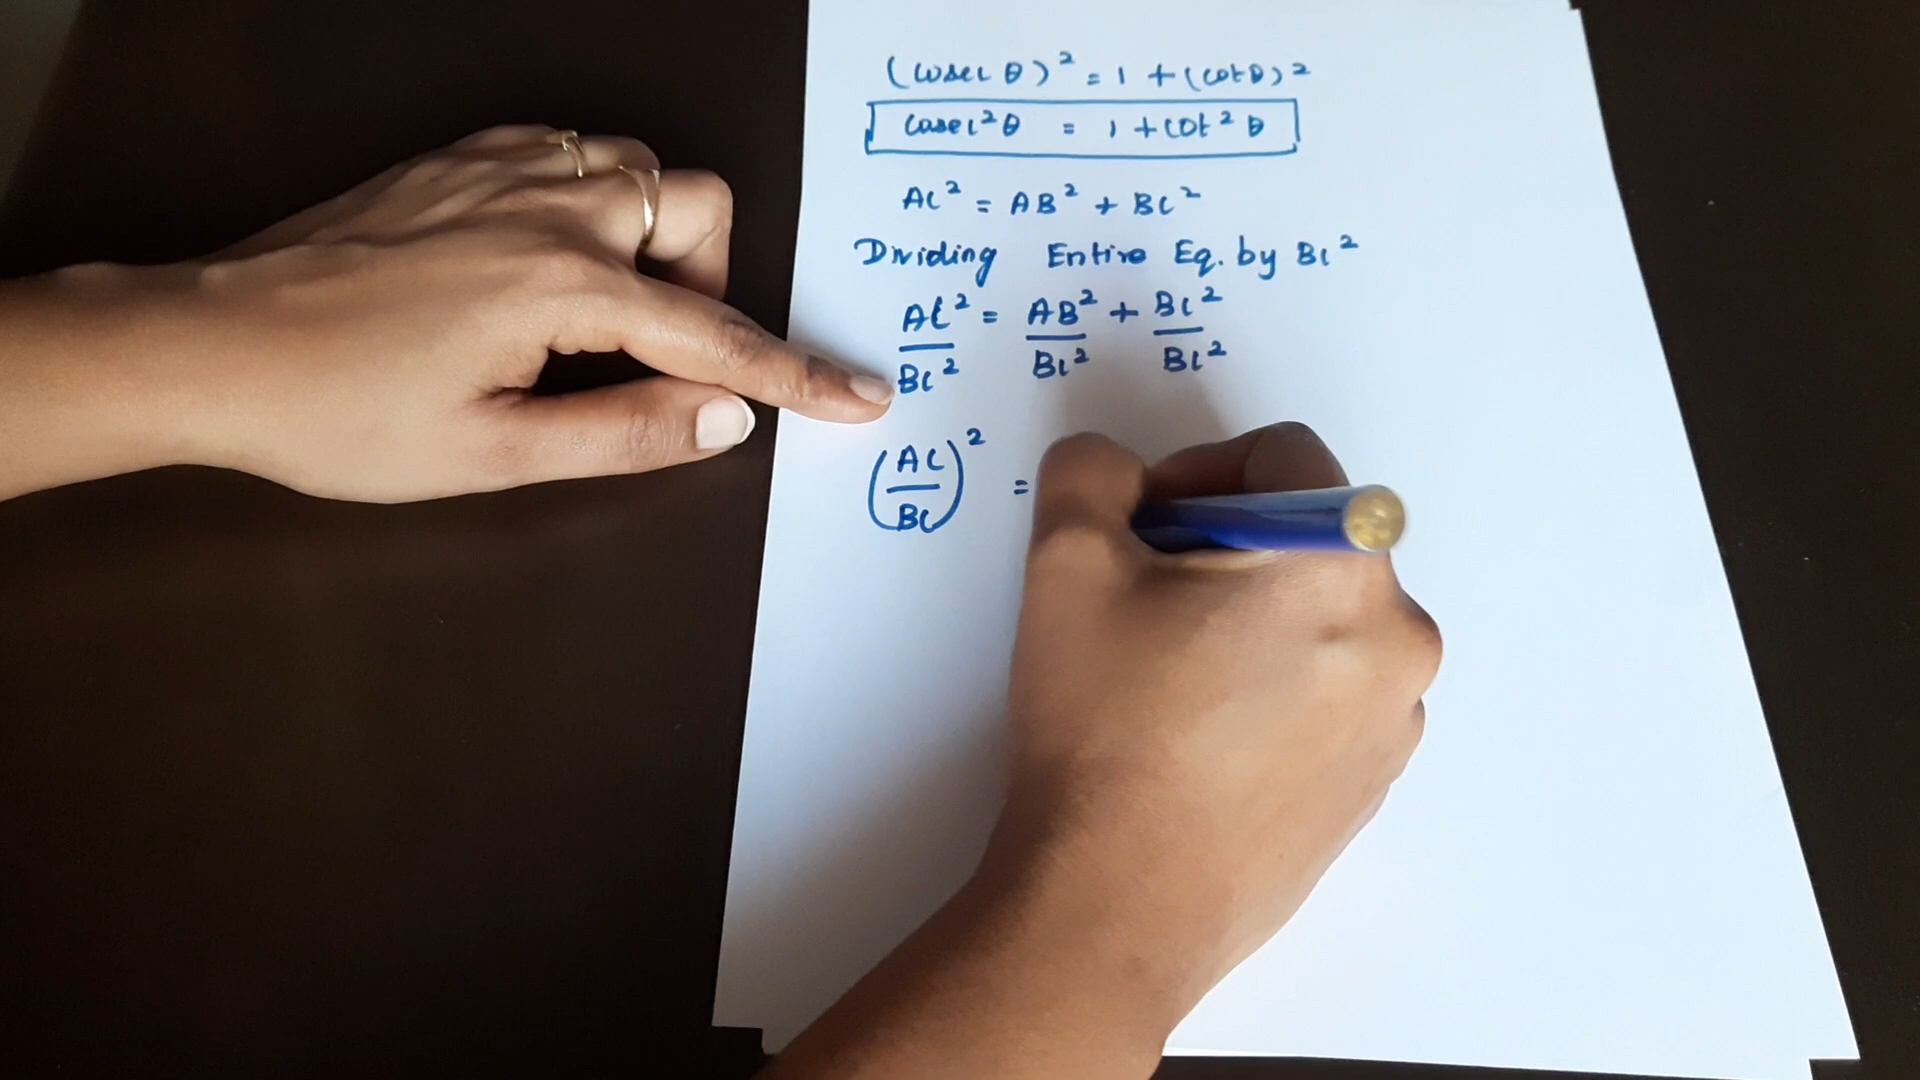 (cosec θ)² = 1 + (cot θ)²
cosec²θ = 1 + cot²θ
AC² = AB² + BC²
Dividing Entire Eq. by BC²
AC²/BC² = AB²/BC² + BC²/BC²
(AC/BC)² =